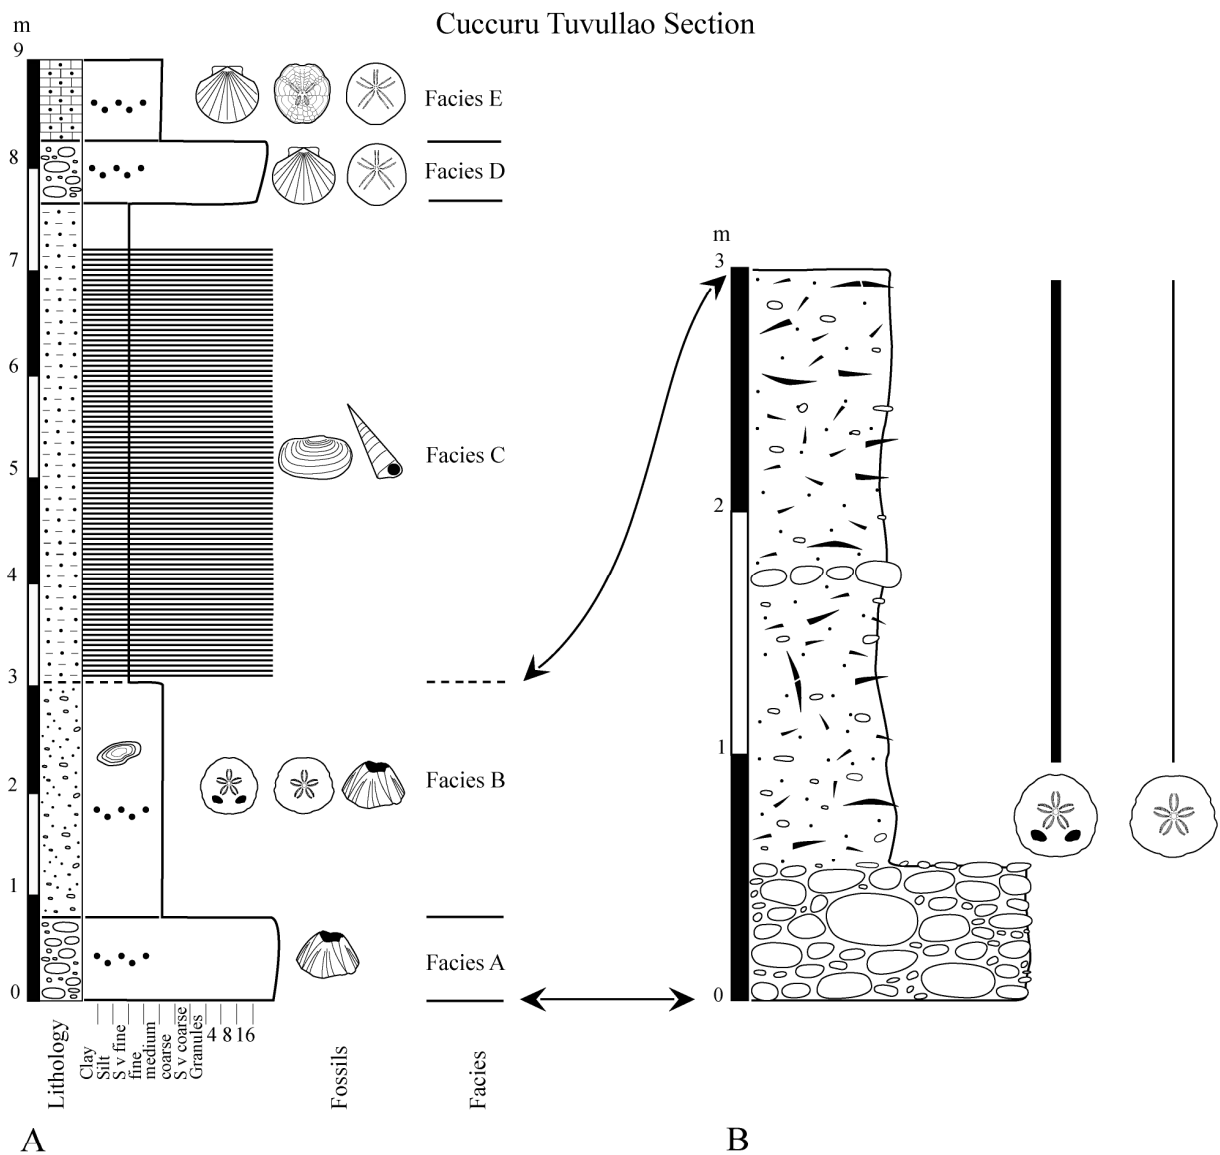 Cuccuru Tuvullao Section
m
9
8
7
6
5
4
3
2
1
0
Facies E
Facies D
Facies C
Facies B
Facies A
Lithology
Clay
Silt
S v fine
fine
medium
coarse
S v coarse
Granules
4 8 16
Fossils
Facies
A
m
3
2
1
0
B